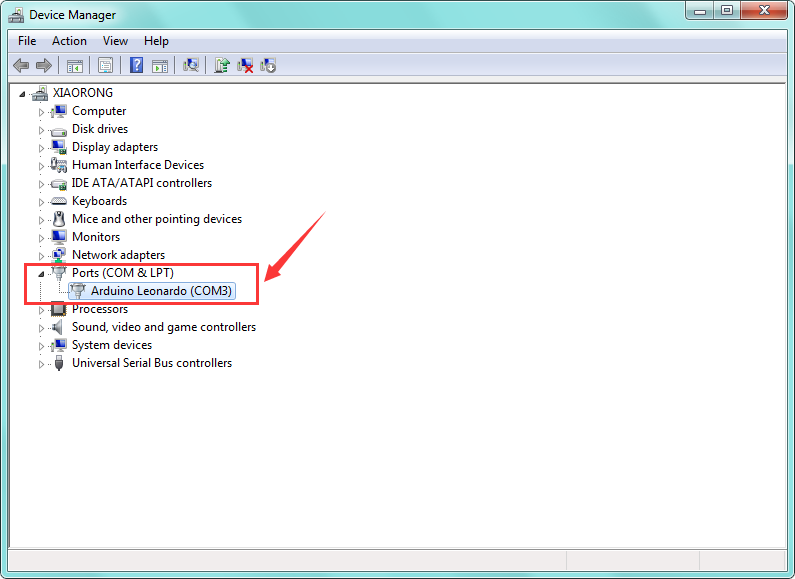 Device Manager
File Action View Help
XIAORONG
Computer
Disk drives
Display adapters
Human Interface Devices
IDE ATA/ATAPI controllers
Keyboards
Mice and other pointing devices
Monitors
Network adapters
Ports (COM & LPT)
Arduino Leonardo (COM3)
Processors
Sound, video and game controllers
System devices
Universal Serial Bus controllers